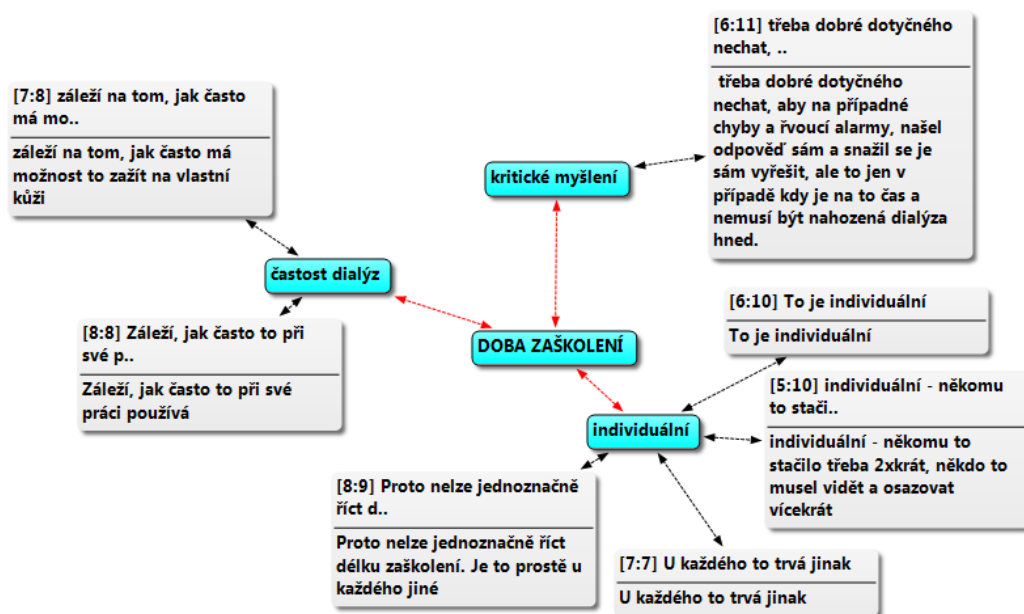 [6:11] třeba dobré dotyčného
nechat, ..
třeba dobré dotyčného
nechat, aby na případné
chyby a řvoucí alarmy, našel
odpověď sám a snažil se je
sám vyřešit, ale to jen v
případě kdy je na to čas a
nemusí být nahozená dialýza
hned.
[7:8] záleží na tom, jak často
má mo..
záleží na tom, jak často má
možnost to zažít na vlastní
kůži
kritické myšlení
častost dialýz
[8:8] Záleží, jak často to při
své p..
Záleží, jak často to při své
práci používá
DOBA ZAŠKOLENÍ
[6:10] To je individuální
To je individuální
[5:10] individuální - někomu
to stači..
individuální - někomu to
stačilo třeba 2xkrát, někdo to
musel vidět a osazovat
vícekrát
individuální
[8:9] Proto nelze jednoznačně
říct d..
Proto nelze jednoznačně říct
délku zaškolení. Je to prostě u
každého jiné
[7:7] U každého to trvá jinak
U každého to trvá jinak